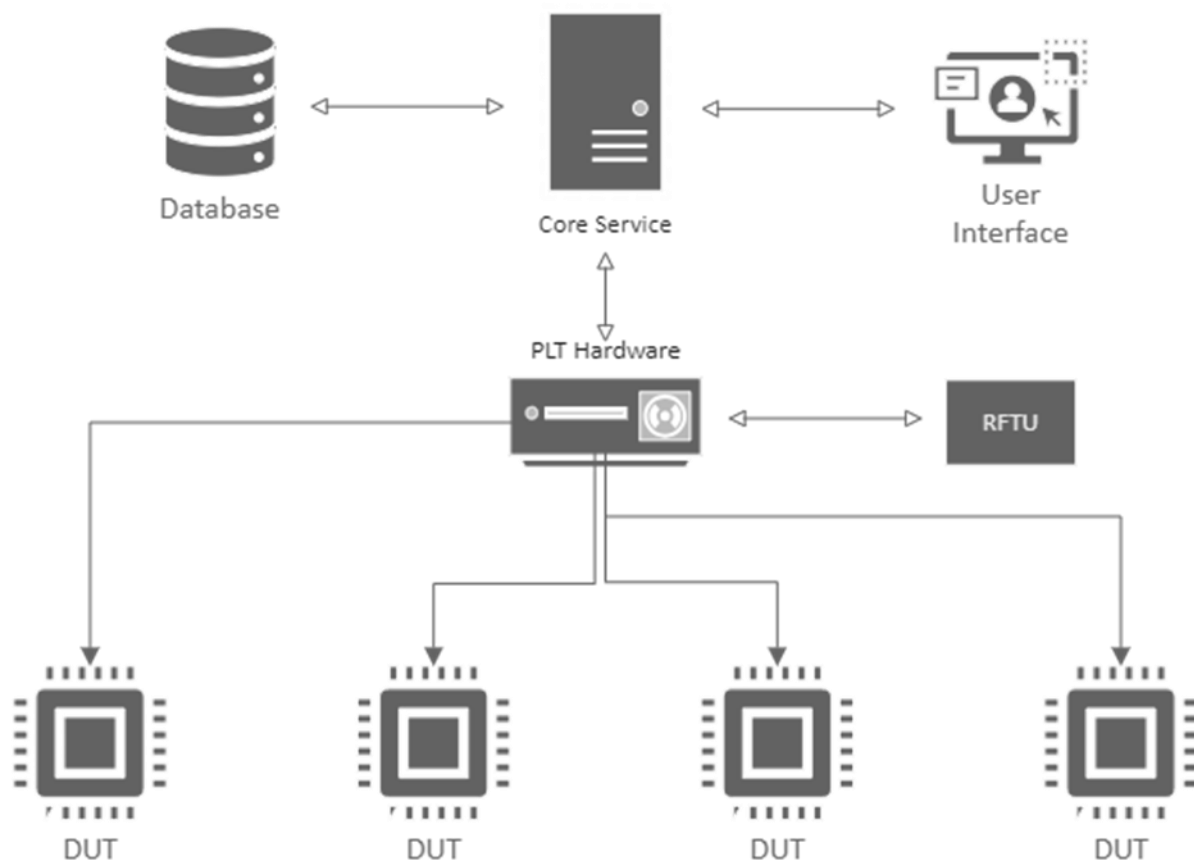 Database
Core Service
User
Interface
PLT Hardware
RFTU
DUT
DUT
DUT
DUT